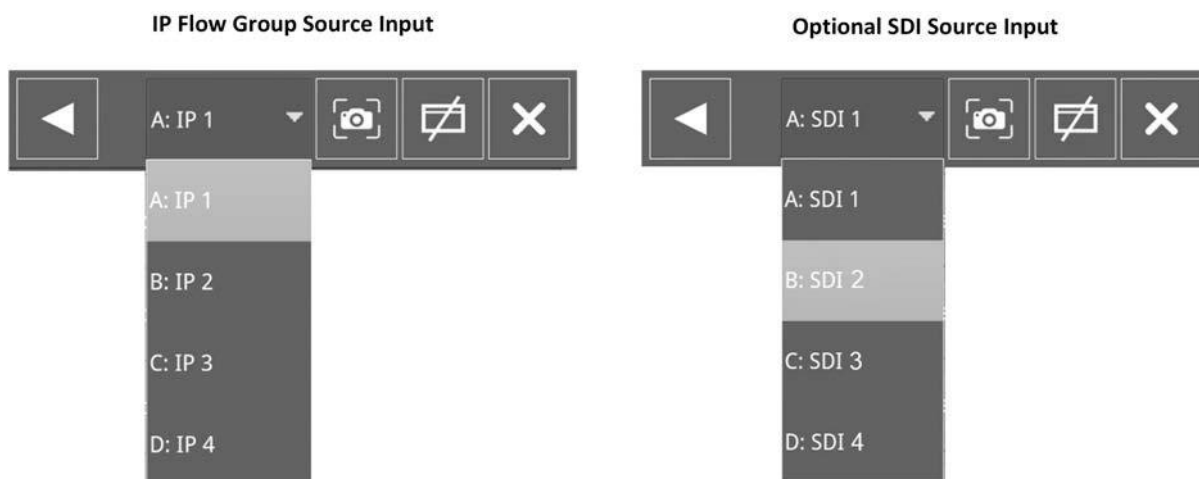 IP Flow Group Source Input
A: IP 1
A: IP 1
B: IP 2
C: IP 3
D: IP 4
Optional SDI Source Input
A: SDI 1
A: SDI 1
B: SDI 2
C: SDI 3
D: SDI 4